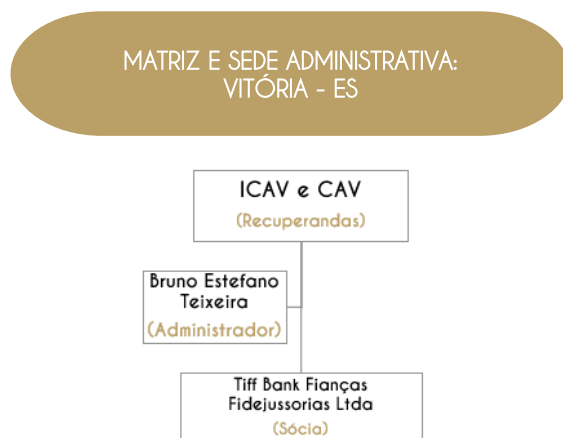 MATRIZ E SEDE ADMINISTRATIVA:
VITÓRIA - ES
ICAV e CAV
(Recuperandas)
Bruno Estefano
Teixeira
(Administrador)
Tiff Bank Fianças
Fidejussorias Ltda
(Sócia)